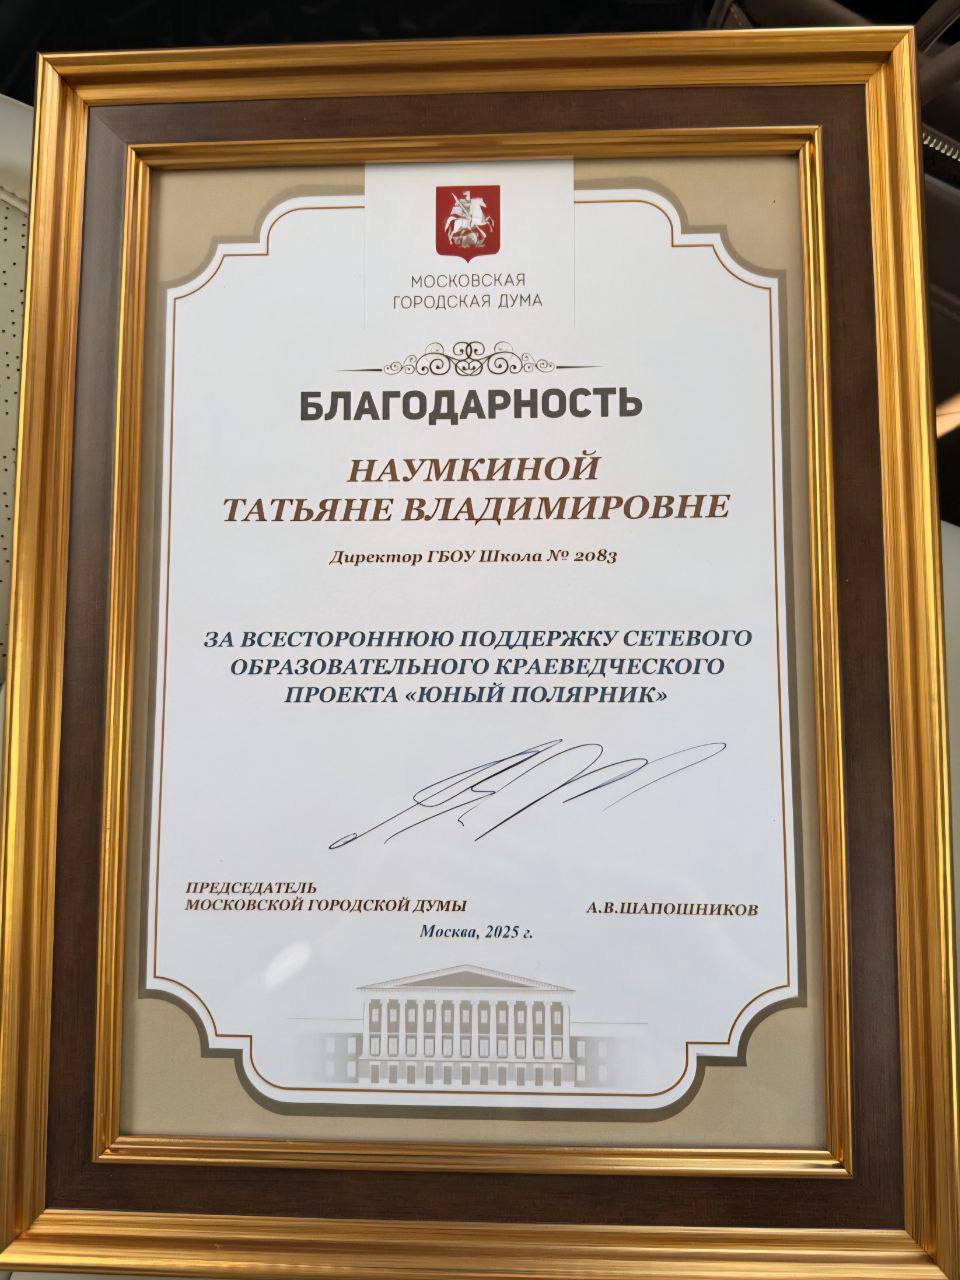 МОСКОВСКАЯ
ГОРОДСКАЯ ДУМА
БЛАГОДАРНОСТЬ
НАУМКИНОЙ
ТАТЬЯНЕ ВЛАДИМИРОВНЕ
Директор ГБОУ Школа № 2083
ЗА ВСЕСТОРОННЮЮ ПОДДЕРЖКУ СЕТЕВОГО
ОБРАЗОВАТЕЛЬНОГО КРАЕВЕДЧЕСКОГО
ПРОЕКТА «ЮНЫЙ ПОЛЯРНИК»
ПРЕДСЕДАТЕЛЬ
МОСКОВСКОЙ ГОРОДСКОЙ ДУМЫ
А.В.ШАПОШНИКОВ
Москва, 2025 г.